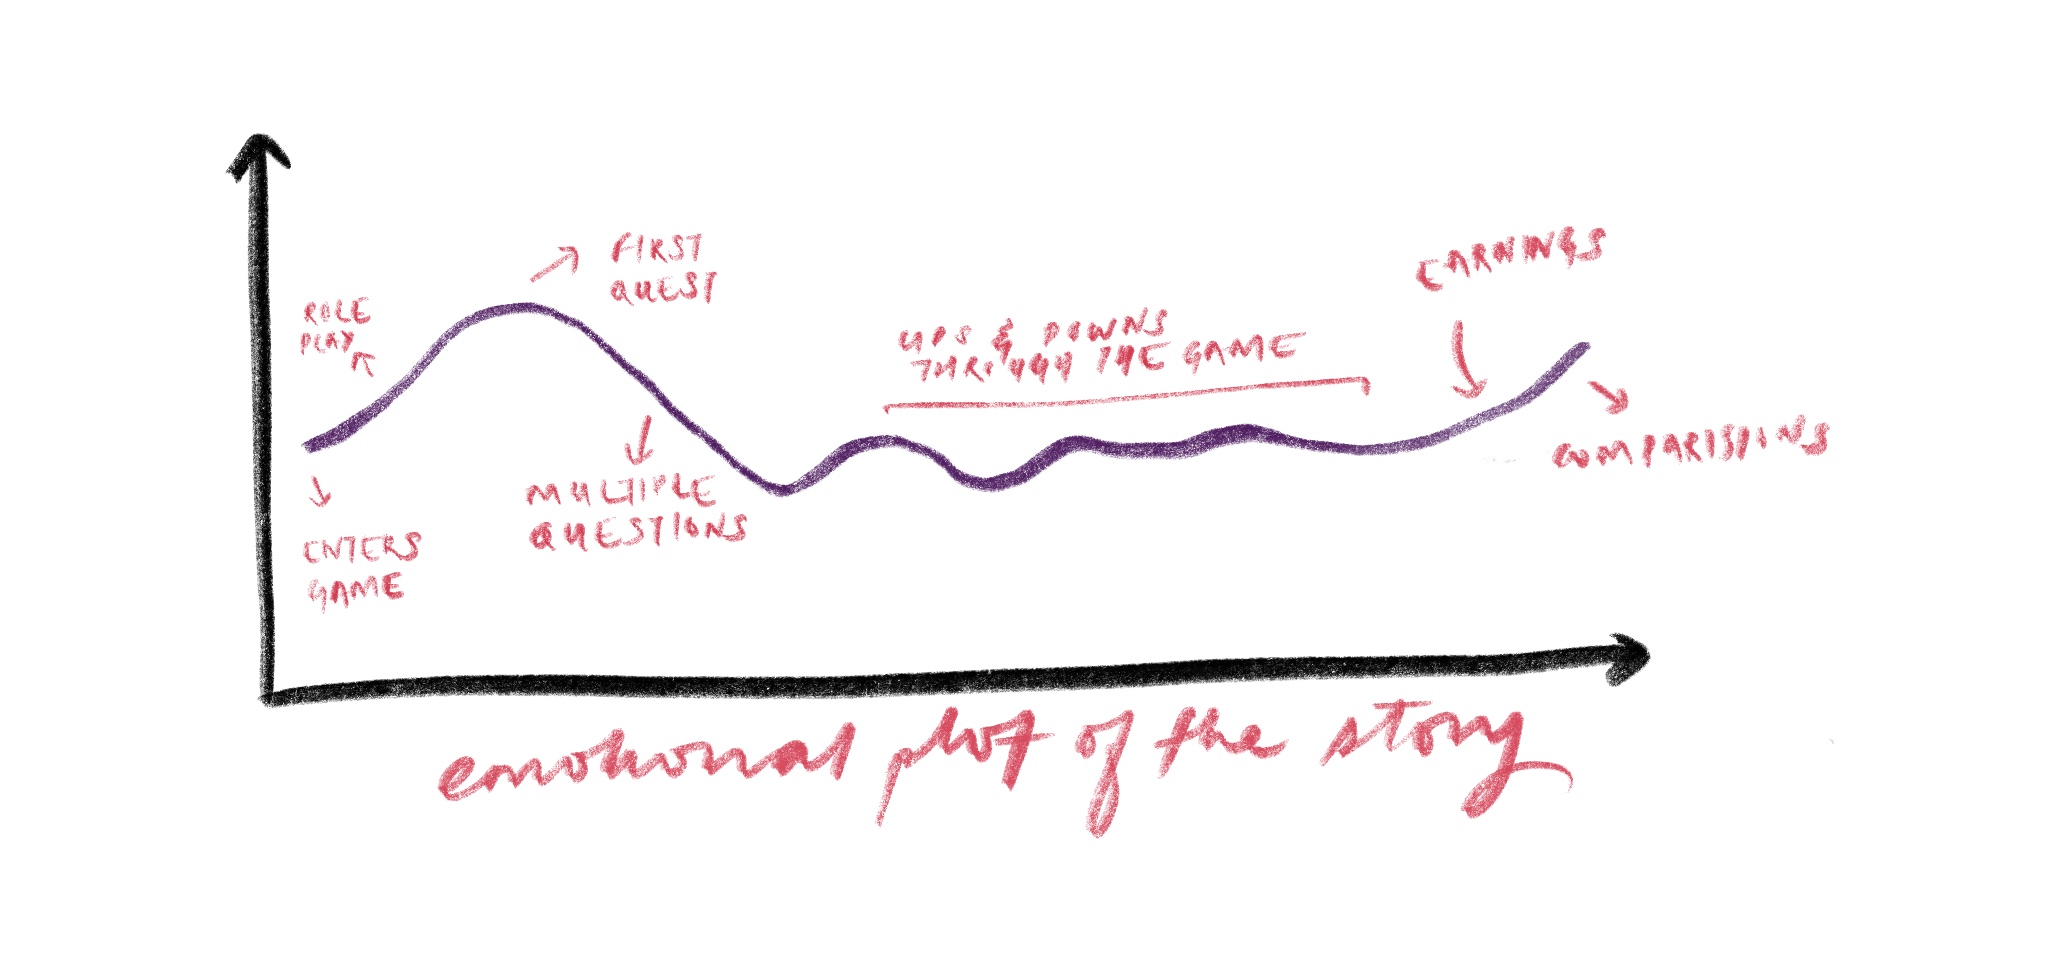 ROLE
PLAY
ENTERS
GAME
FIRST
QUEST
MULTIPLE
QUESTIONS
UPS & DOWNS
THROUGH THE GAME
EARNINGS
COMPARISIONS
emotional plot of the story